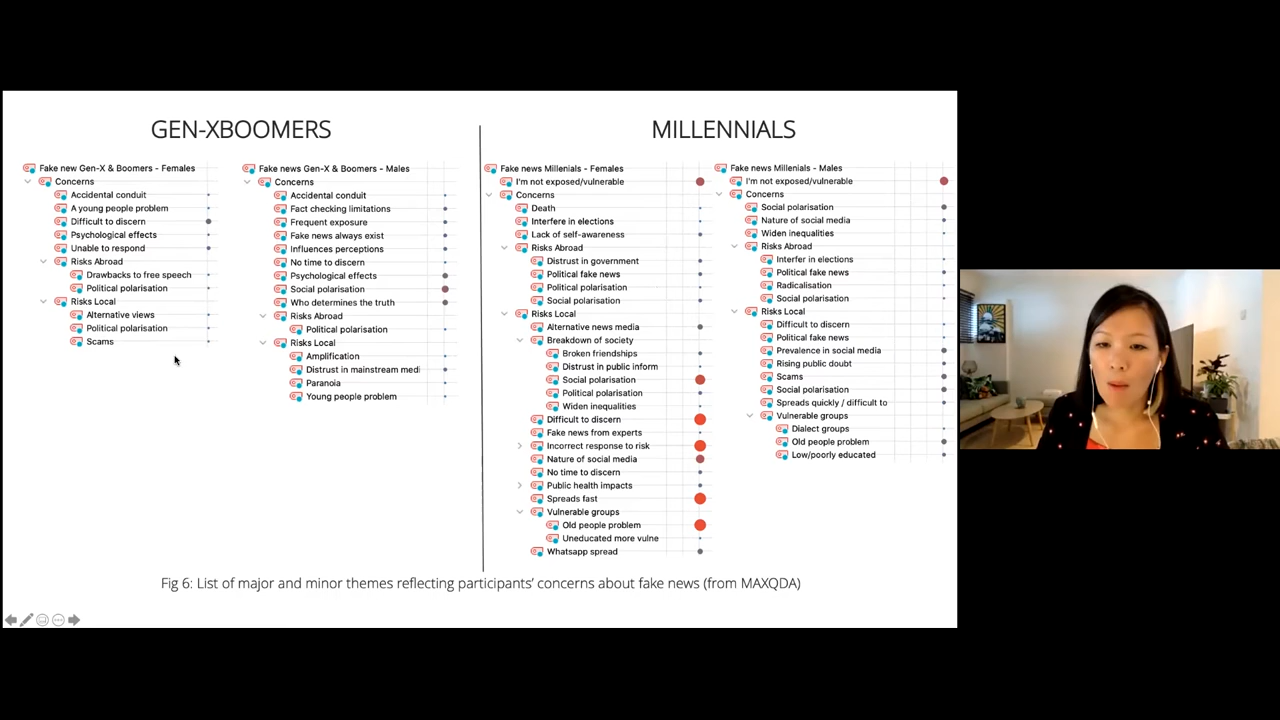 GEN-XBOOMERS
Fake new Gen-X & Boomers - Females
Concerns
Accidental conduit
A young people problem
Difficult to discern
Psychological effects
Unable to respond
Risks Abroad
Drawbacks to free speech
Political polarisation
Risks Local
Alternative views
Political polarisation
Scams
Fake news Gen-X & Boomers - Males
Concerns
Accidental conduit
Fact checking limitations
Frequent exposure
Fake news always exist
Influences perceptions
No time to discern
Psychological effects
Social polarisation
Who determines the truth
Risks Abroad
Political polarisation
Risks Local
Amplification
Distrust in mainstream medi
Paranoia
Young people problem
MILLENNIALS
Fake news Millenials - Females
I'm not exposed/vulnerable
Concerns
Death
Interfere in elections
Lack of self-awareness
Risks Abroad
Distrust in government
Political fake news
Political polarisation
Social polarisation
Risks Local
Alternative news media
Breakdown of society
Broken friendships
Distrust in public inform
Social polarisation
Political polarisation
Widen inequalities
Difficult to discern
Fake news from experts
Incorrect response to risk
Nature of social media
No time to discern
Public health impacts
Spreads fast
Vulnerable groups
Old people problem
Uneducated more vulne
Whatsapp spread
Fake news Millenials - Males
I'm not exposed/vulnerable
Concerns
Social polarisation
Nature of social media
Widen inequalities
Risks Abroad
Interfer in elections
Political fake news
Radicalisation
Social polarisation
Risks Local
Difficult to discern
Political fake news
Prevalence in social media
Rising public doubt
Scams
Social polarisation
Spreads quickly / difficult to
Vulnerable groups
Dialect groups
Old people problem
Low/poorly educated
Fig 6: List of major and minor themes reflecting participants' concerns about fake news (from MAXQDA)